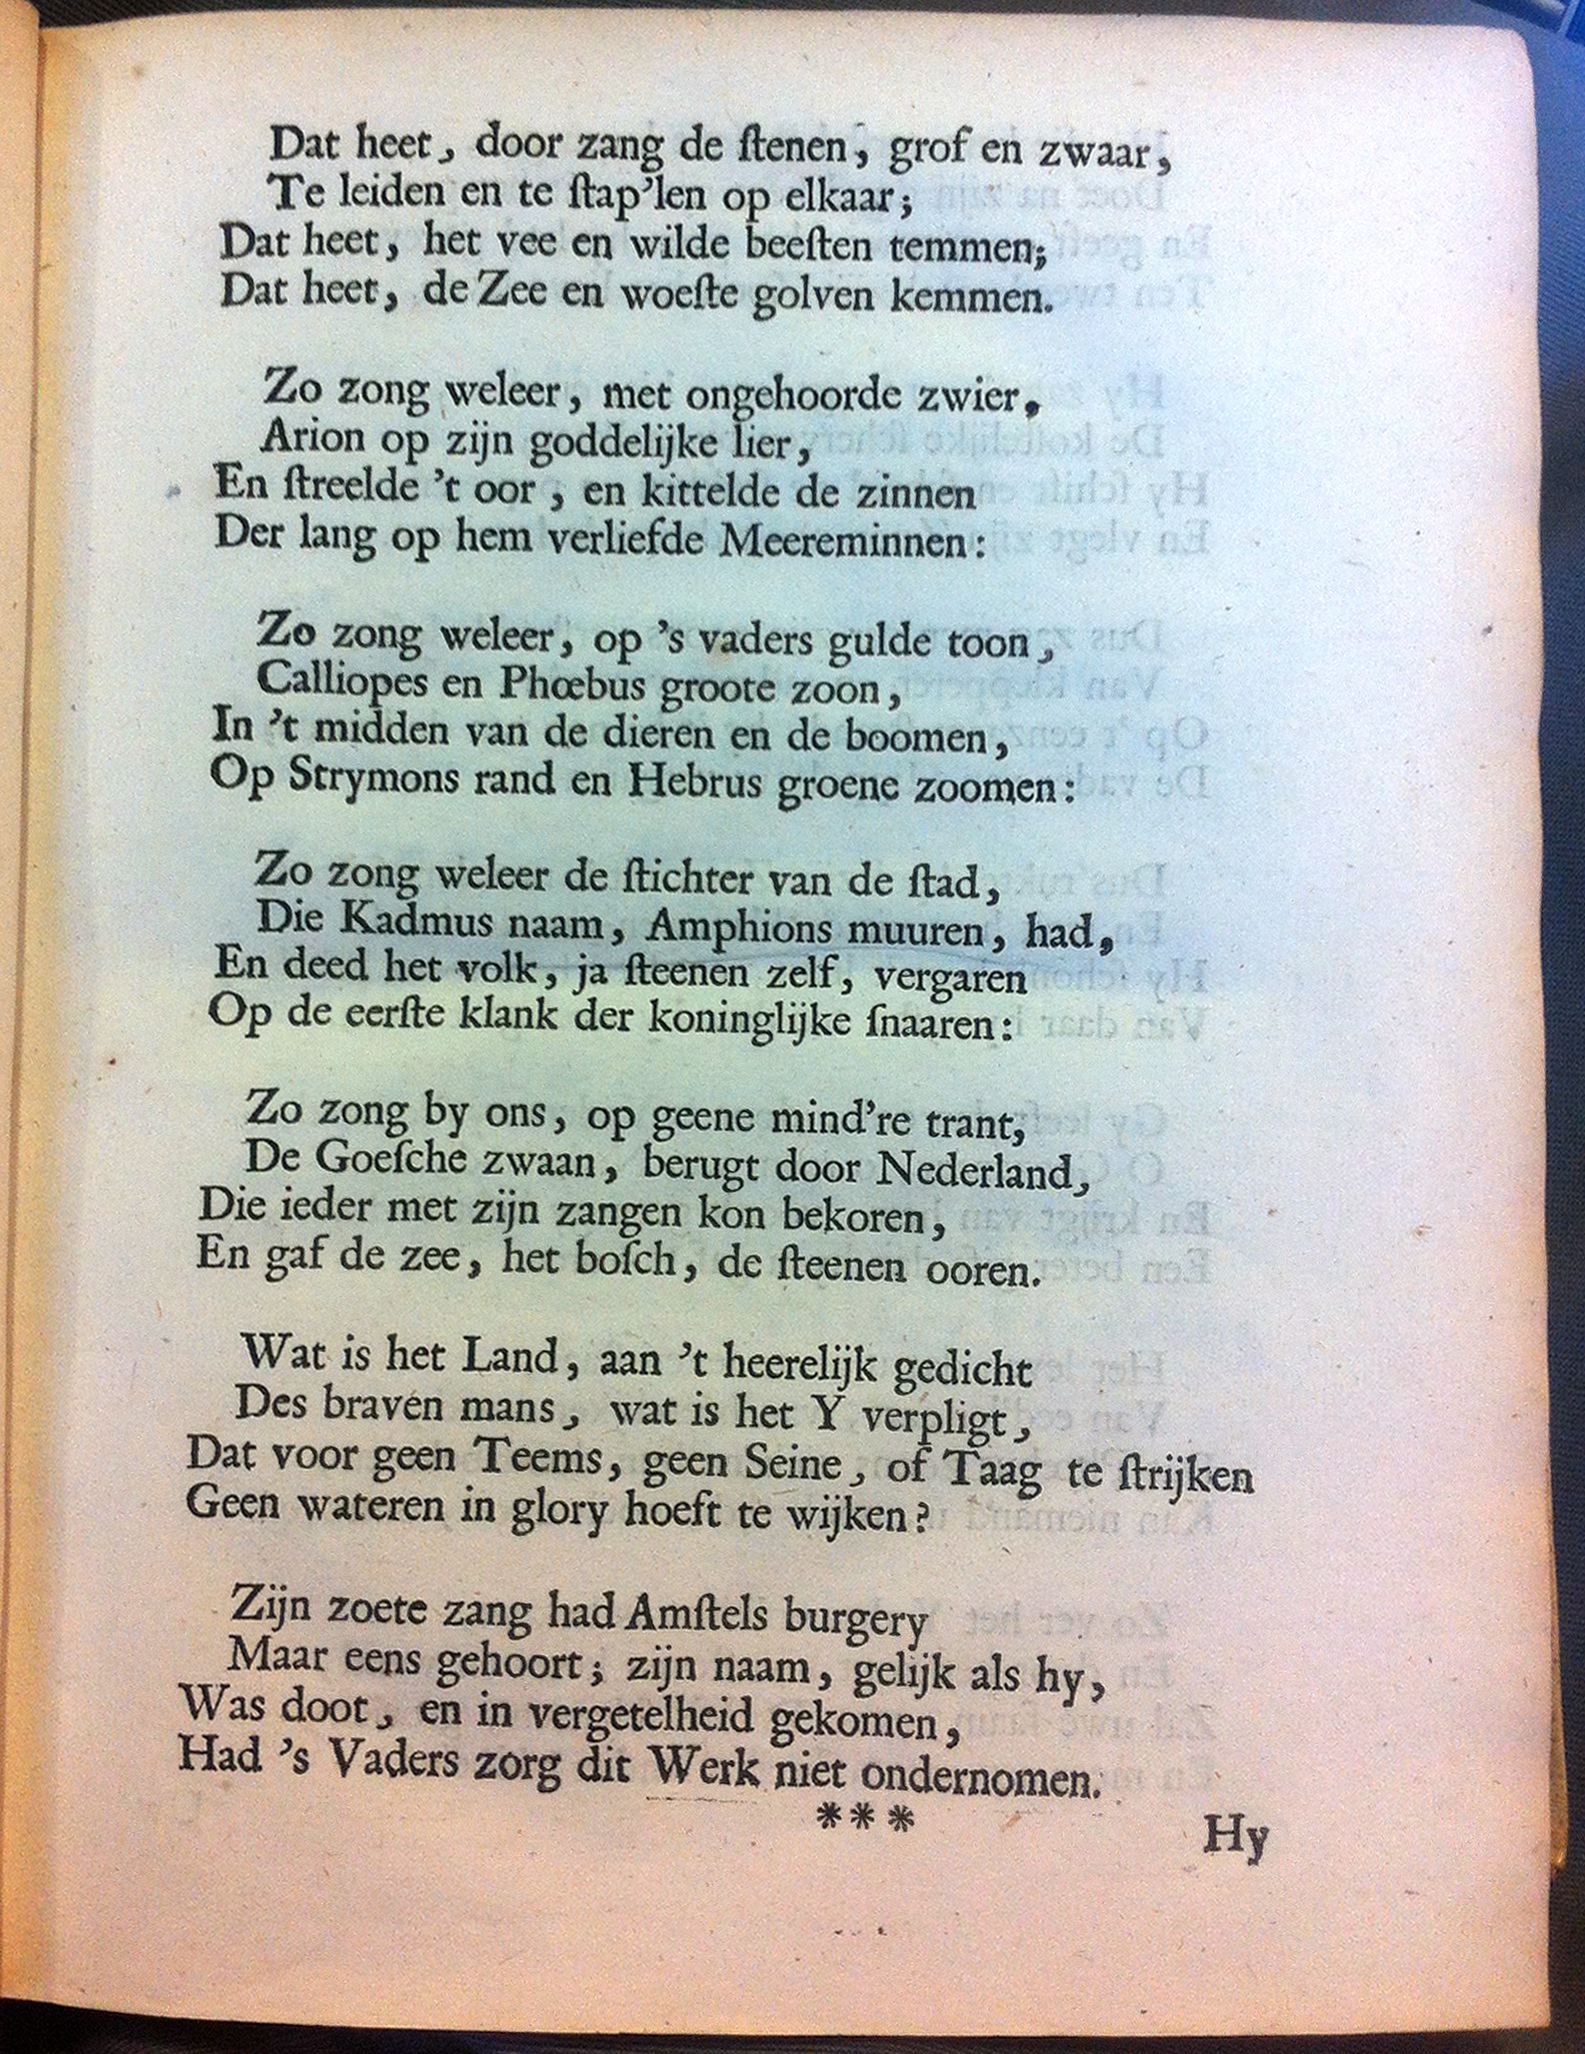 Dat heet, door zang de ſtenen, grof en zwaar,
Te leiden en te ſtap’len op elkaar;
Dat heet, het vee en wilde beeſten temmen;
Dat heet, de Zee en woeſte golven kemmen.
Zo zong weleer, met ongehoorde zwier,
Arion op zijn goddelijke lier,
En ſtreelde ’t oor, en kittelde de zinnen
Der lang op hem verliefde Meereminnen:
Zo zong weleer, op ’s vaders gulde toon,
Calliopes en Phœbus groote zoon,
In ’t midden van de dieren en de boomen,
Op Strymons rand en Hebrus groene zoomen:
Zo zong weleer de ſtichter van de ſtad,
Die Kadmus naam, Amphions muuren, had,
En deed het volk, ja ſteenen zelf, vergaren
Op de eerſte klank der koninglijke ſnaaren:
Zo zong by ons, op geene mind’re trant,
De Goeſche zwaan, berugt door Nederland,
Die ieder met zijn zangen kon bekoren,
En gaf de zee, het boſch, de ſteenen ooren.
Wat is het Land, aan ’t heerelijk gedicht
Des braven mans, wat is het Y verpligt,
Dat voor geen Teems, geen Seine, of Taag te ſtrijken
Geen wateren in glory hoeft te wijken?
Zijn zoete zang had Amſtels burgery
Maar eens gehoort; zijn naam, gelijk als hy,
Was doot, en in vergetelheid gekomen,
Had ’s Vaders zorg dit Werk niet ondernomen.
***
Hy